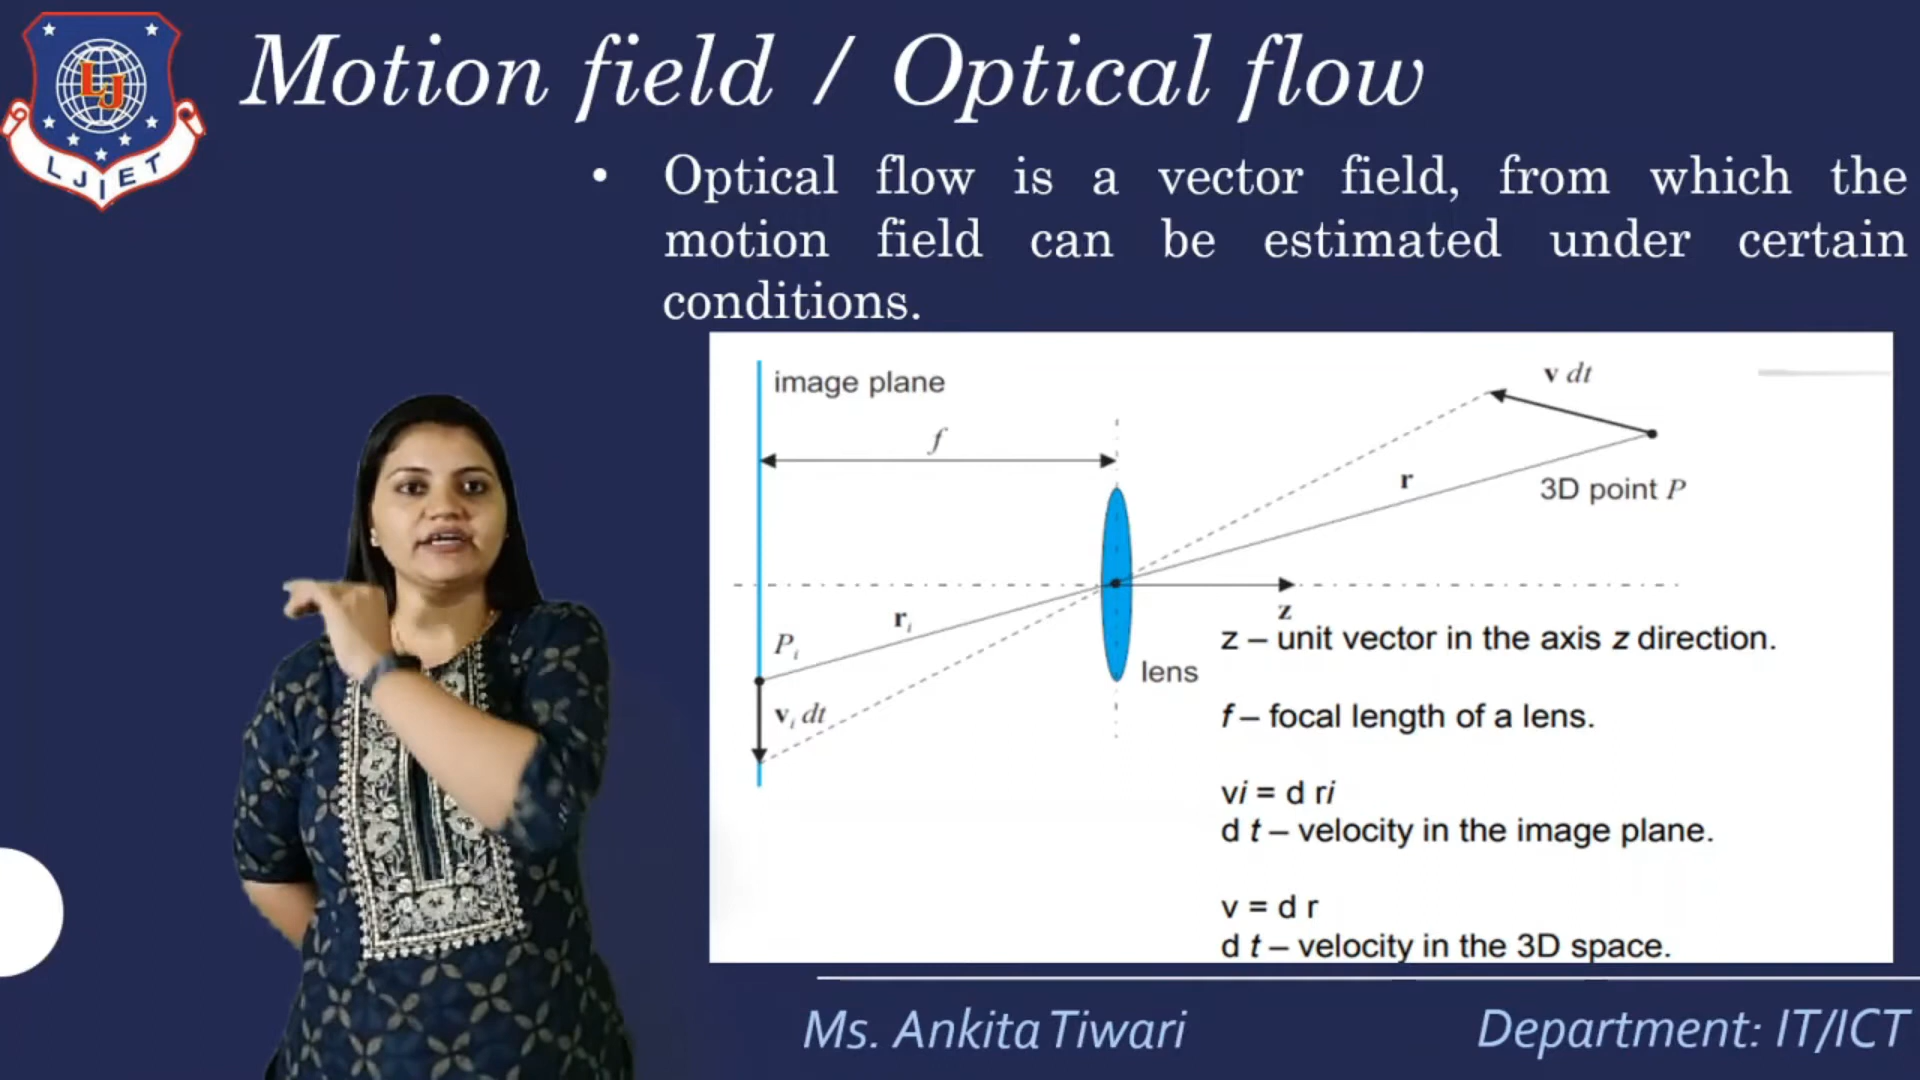 Motion field / Optical flow
LJ
LJIET
• Optical flow is a vector field, from which the
motion field can be estimated under certain
conditions.
image plane
v dt
f
r
3D point P
z
rᵢ
Pᵢ
lens
vᵢ dt
z – unit vector in the axis z direction.
f – focal length of a lens.
vi = d ri
d t – velocity in the image plane.
v = d r
d t – velocity in the 3D space.
Ms. Ankita Tiwari
Department: IT/ICT